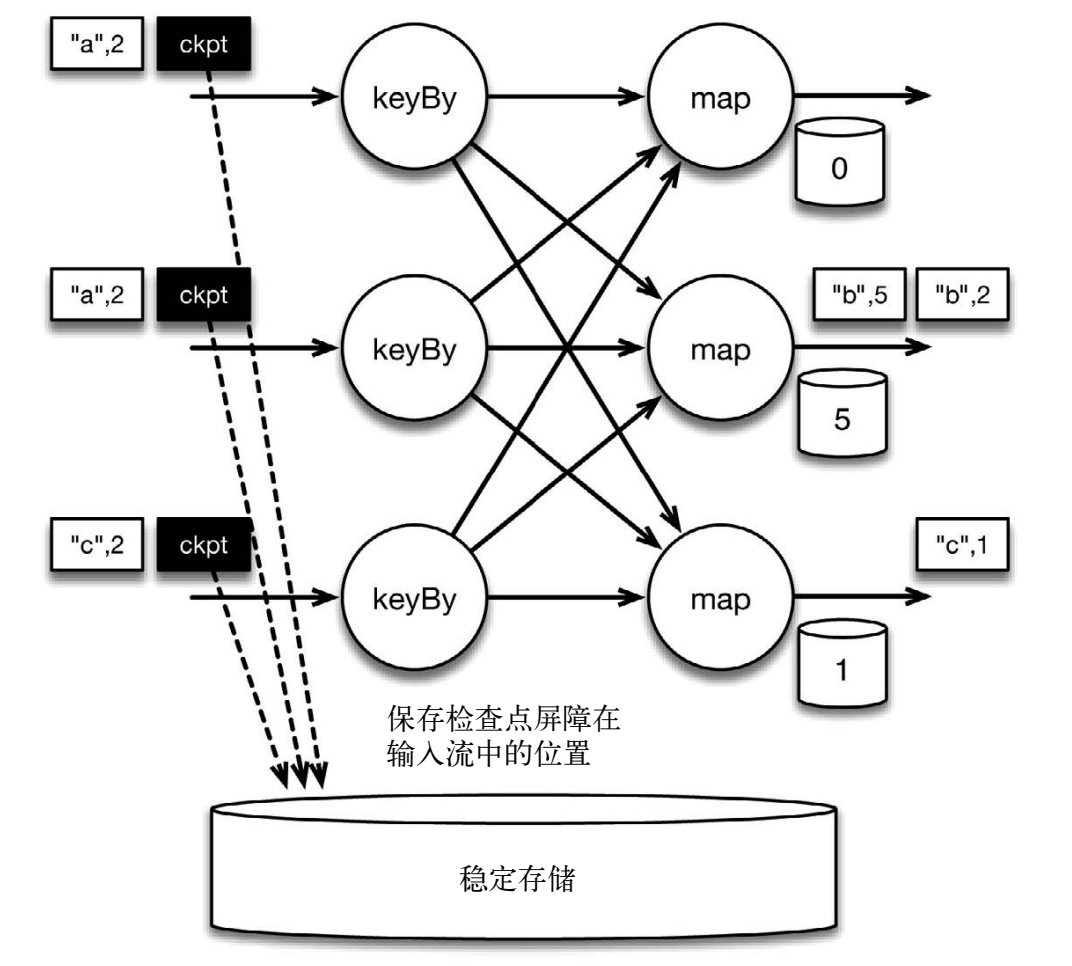 "a",2 ckpt
keyBy map
0
"a",2 ckpt "b",5 "b",2
keyBy map
5
"c",2 ckpt "c",1
keyBy map
1
保存检查点屏障在
输入流中的位置
稳定存储